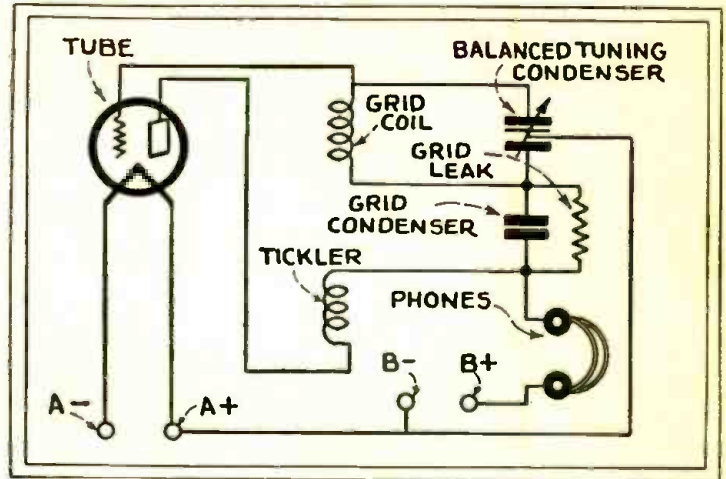 TUBE
BALANCED TUNING
CONDENSER
GRID
COIL
GRID
LEAK
GRID
CONDENSER
TICKLER
PHONES
B-
B+
A-
A+